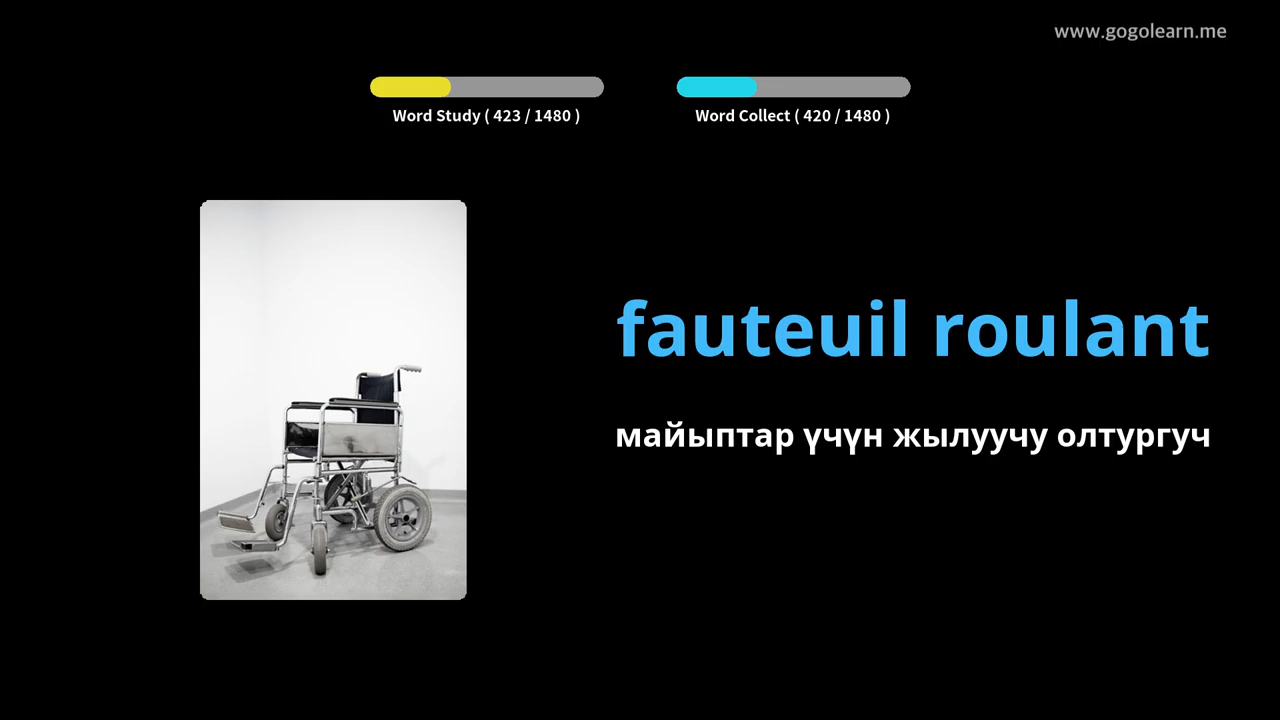 www.gogolearn.me
Word Study ( 423 / 1480 )
Word Collect ( 420 / 1480 )
fauteuil roulant
майыптар үчүн жылуучу олтургуч